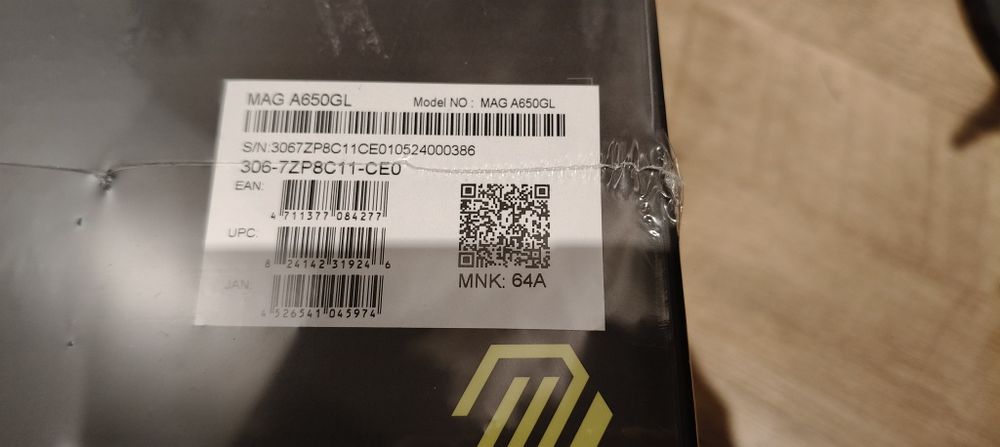 MAG A650GL
Model NO : MAG A650GL
S/N:3067ZP8C11CE010524000386
306-7ZP8C11-CE0
EAN:
4 711377 084277
UPC:
8 24142 31924 6
JAN:
4 526541 045974
MNK: 64A